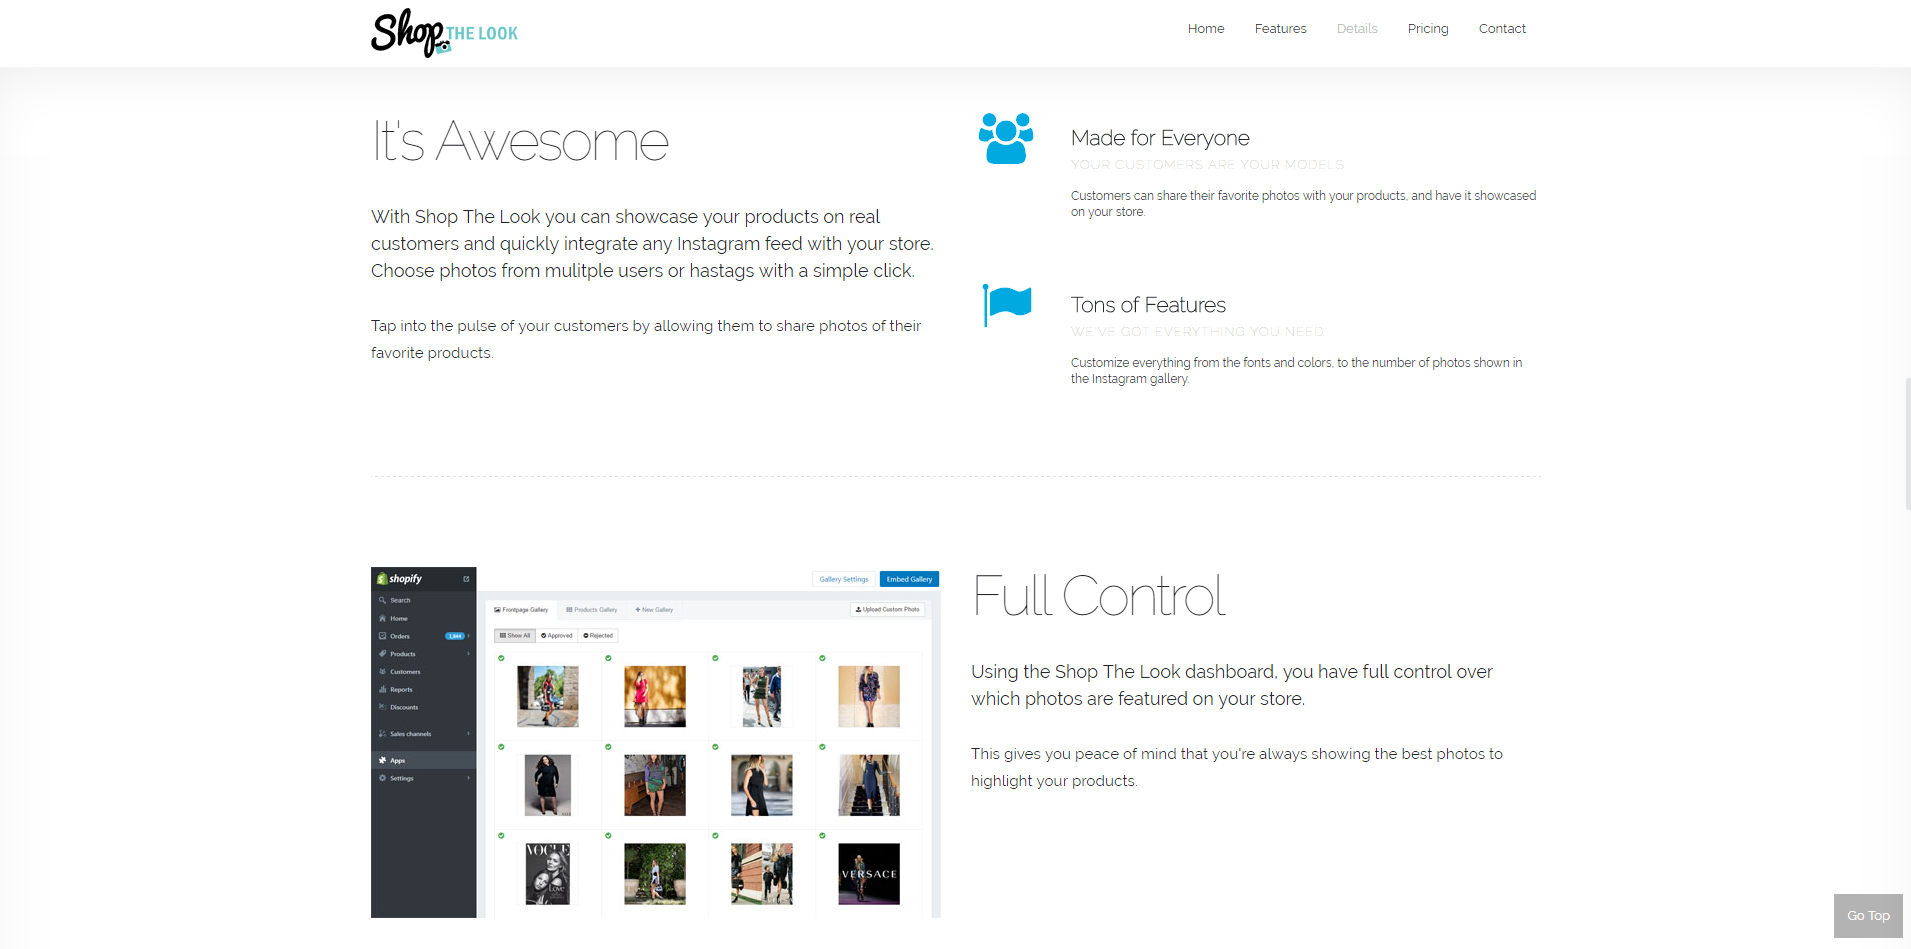 Shop THE LOOK
Home
Features
Details
Pricing
Contact
It's Awesome
With Shop The Look you can showcase your products on real
customers and quickly integrate any Instagram feed with your store.
Choose photos from mulitple users or hastags with a simple click.
Tap into the pulse of your customers by allowing them to share photos of their
favorite products.
Made for Everyone
YOUR CUSTOMERS ARE YOUR MODELS
Customers can share their favorite photos with your products, and have it showcased
on your store.
Tons of Features
WE'VE GOT EVERYTHING YOU NEED
Customize everything from the fonts and colors, to the number of photos shown in
the Instagram gallery.
shopify
Search
Home
Orders
Products
Customers
Reports
Discounts
Sales channels
Apps
Settings
Gallery Settings
Embed Gallery
Frontpage Gallery
Products Gallery
New Gallery
Upload Custom Photo
Show All
Approved
Rejected
VOGUE
Love
VERSACE
Full Control
Using the Shop The Look dashboard, you have full control over
which photos are featured on your store.
This gives you peace of mind that you're always showing the best photos to
highlight your products.
Go Top